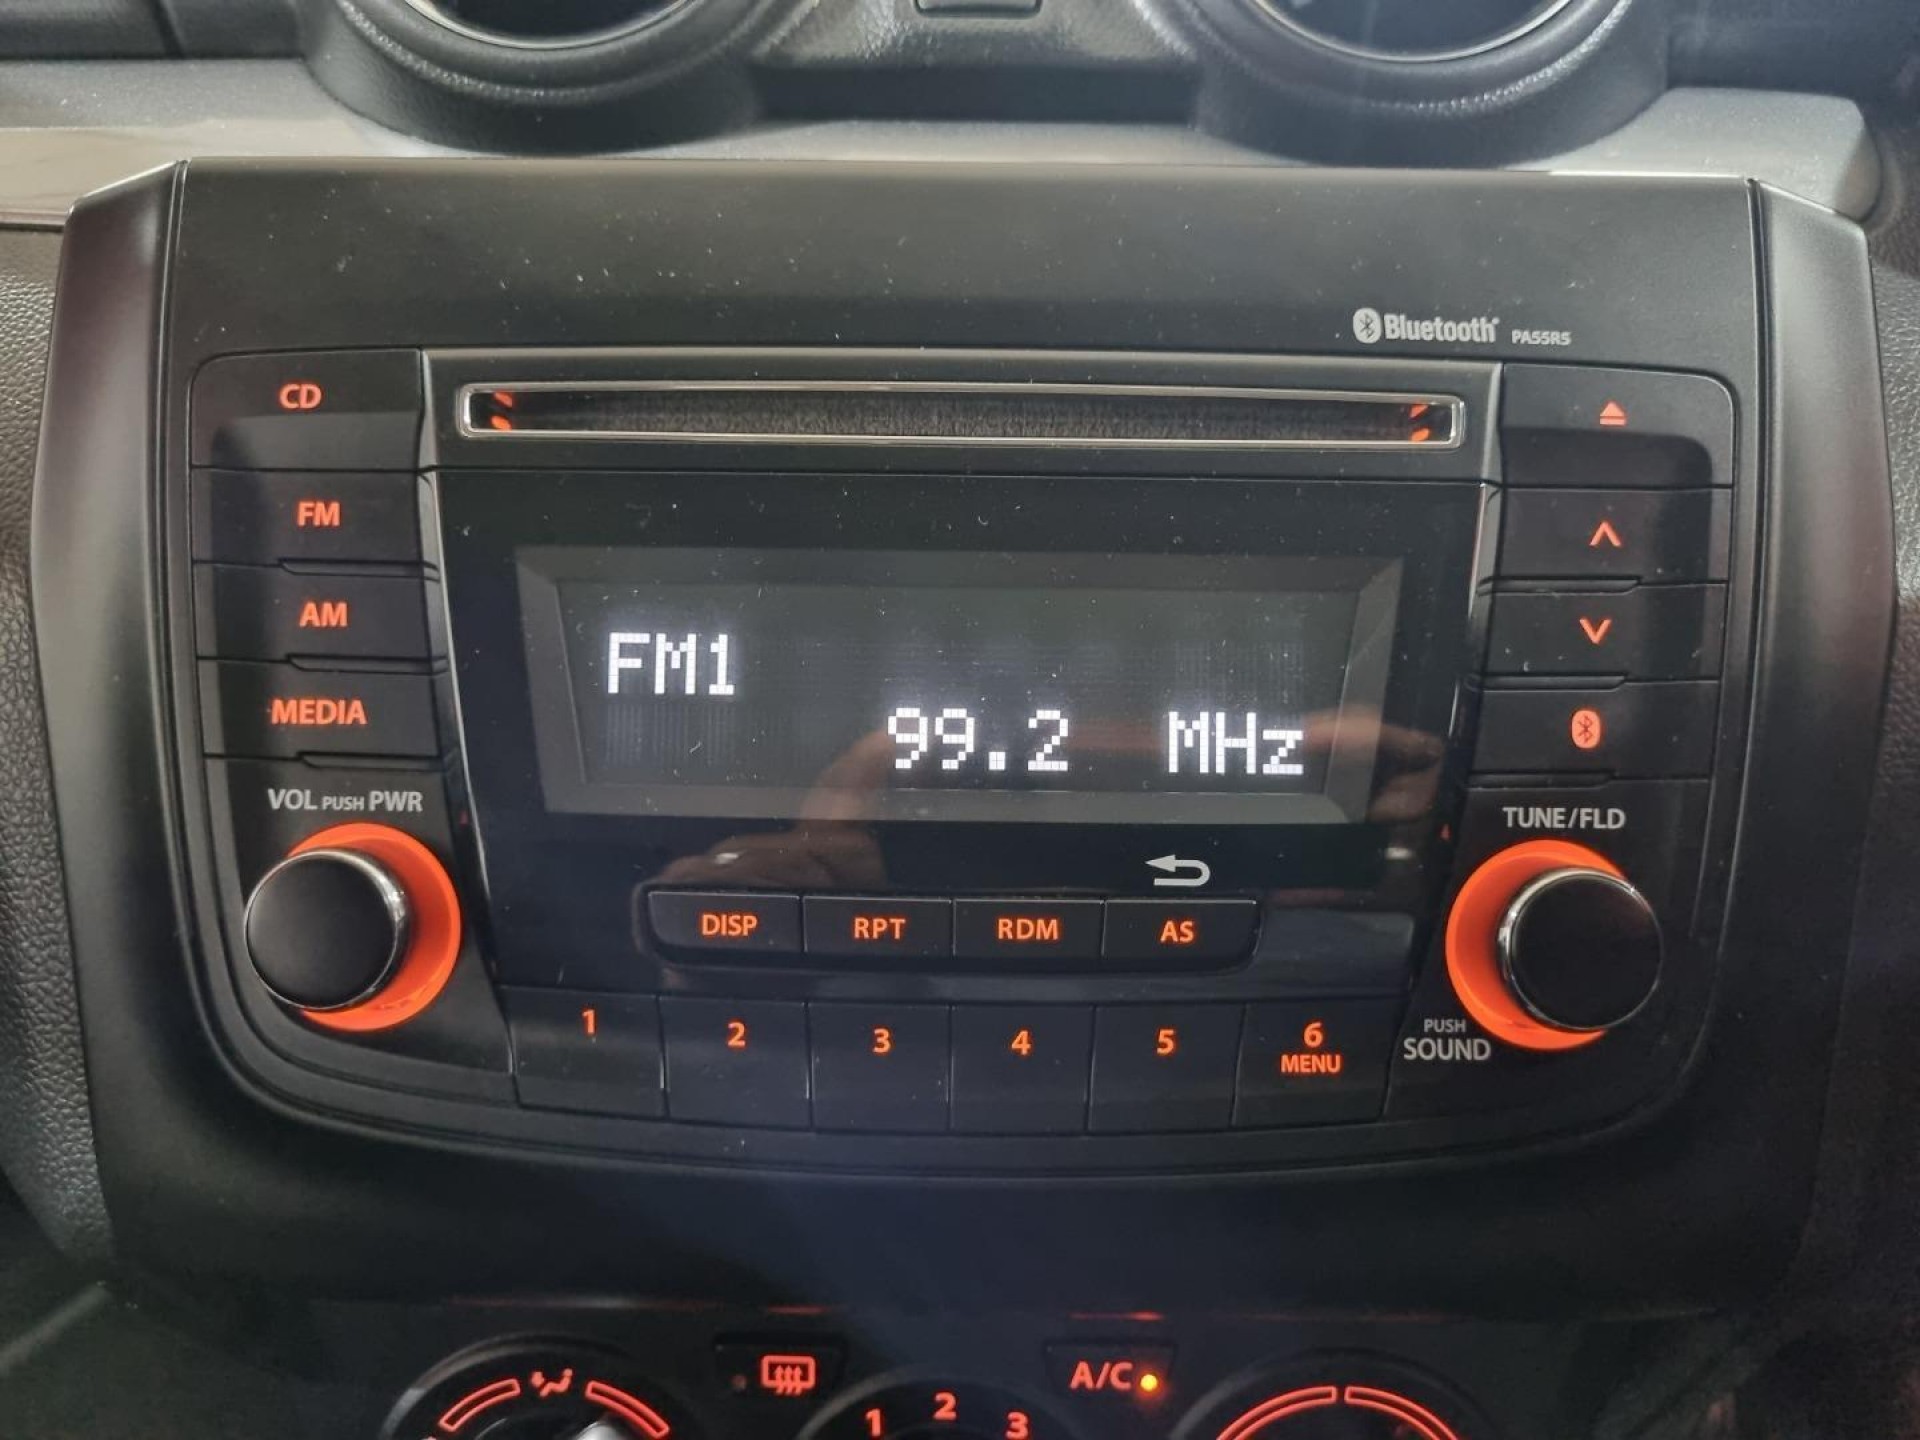 Bluetooth® PA55R5
CD
FM
AM
MEDIA
FM1
99.2 MHz
VOL PUSH PWR
TUNE/FLD
DISP RPT RDM AS
1 2 3 4 5 6
MENU
PUSH
SOUND
A/C
1 2 3